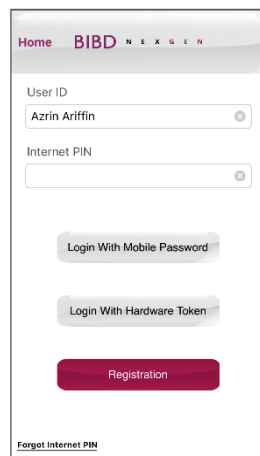 Home BIBD NEXGEN
User ID
Azrin Ariffin
Internet PIN
Login With Mobile Password
Login With Hardware Token
Registration
Forgot Internet PIN